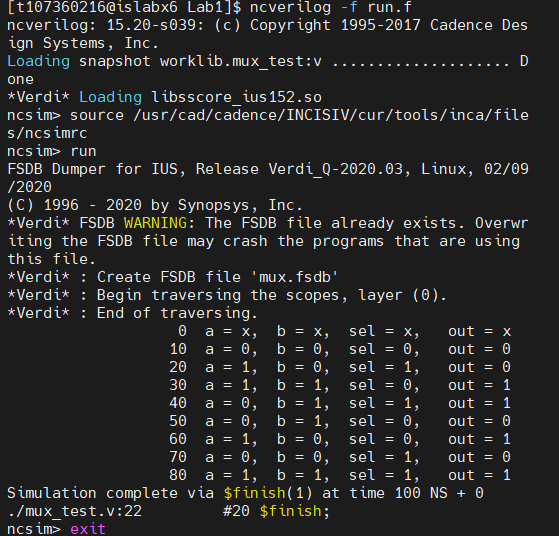 [t107360216@islabx6 Lab1]$ ncverilog -f run.f
ncverilog: 15.20-s039: (c) Copyright 1995-2017 Cadence Des
ign Systems, Inc.
Loading snapshot worklib.mux_test:v .................... D
one
*Verdi* Loading libsscore_ius152.so
ncsim> source /usr/cad/cadence/INCISIV/cur/tools/inca/file
s/ncsimrc
ncsim> run
FSDB Dumper for IUS, Release Verdi_Q-2020.03, Linux, 02/09
/2020
(C) 1996 - 2020 by Synopsys, Inc.
*Verdi* FSDB WARNING: The FSDB file already exists. Overwr
iting the FSDB file may crash the programs that are using
this file.
*Verdi* : Create FSDB file 'mux.fsdb'
*Verdi* : Begin traversing the scopes, layer (0).
*Verdi* : End of traversing.
0  a = x,  b = x,  sel = x,   out = x
10  a = 0,  b = 0,  sel = 0,   out = 0
20  a = 1,  b = 0,  sel = 1,   out = 0
30  a = 1,  b = 1,  sel = 0,   out = 1
40  a = 0,  b = 1,  sel = 1,   out = 1
50  a = 0,  b = 1,  sel = 0,   out = 0
60  a = 1,  b = 0,  sel = 0,   out = 1
70  a = 0,  b = 0,  sel = 1,   out = 0
80  a = 1,  b = 1,  sel = 1,   out = 1
Simulation complete via $finish(1) at time 100 NS + 0
./mux_test.v:22         #20 $finish;
ncsim> exit